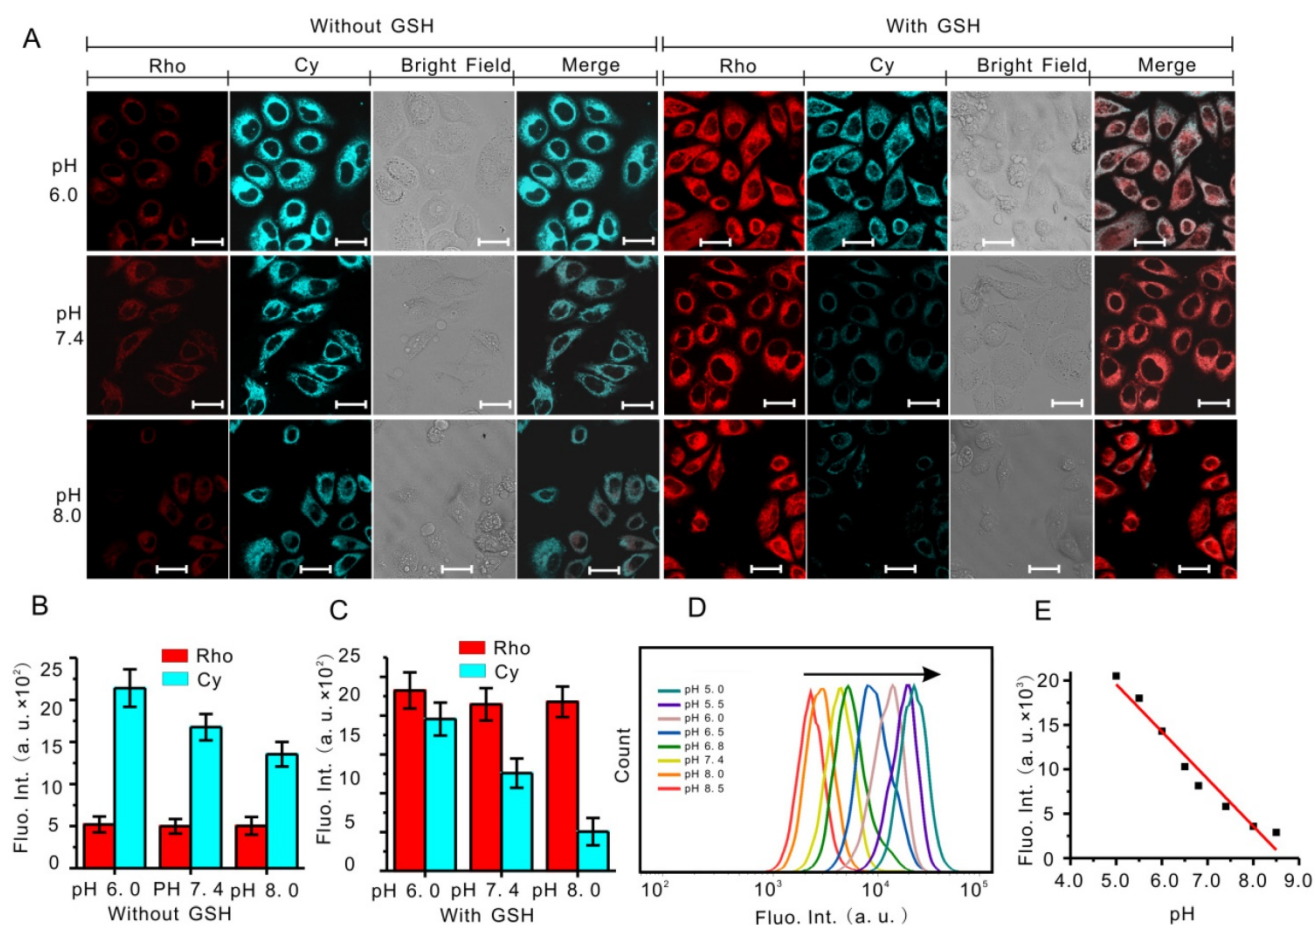 A
Without GSH
With GSH
Rho Cy Bright Field Merge Rho Cy Bright Field Merge
pH
6.0
pH
7.4
pH
8.0
B
Fluo. Int. (a. u. ×10²)
25
20
15
10
5
0
Rho
Cy
pH 6.0 PH 7.4 pH 8.0
Without GSH
C
Fluo. Int. (a. u. ×10²)
25
20
15
10
5
0
Rho
Cy
pH 6.0 pH 7.4 pH 8.0
With GSH
D
Count
pH 5.0
pH 5.5
pH 6.0
pH 6.5
pH 6.8
pH 7.4
pH 8.0
pH 8.5
10² 10³ 10⁴ 10⁵
Fluo. Int. (a. u. )
E
Fluo. Int. (a. u. ×10³)
20
15
10
5
0
4.0 5.0 6.0 7.0 8.0 9.0
pH